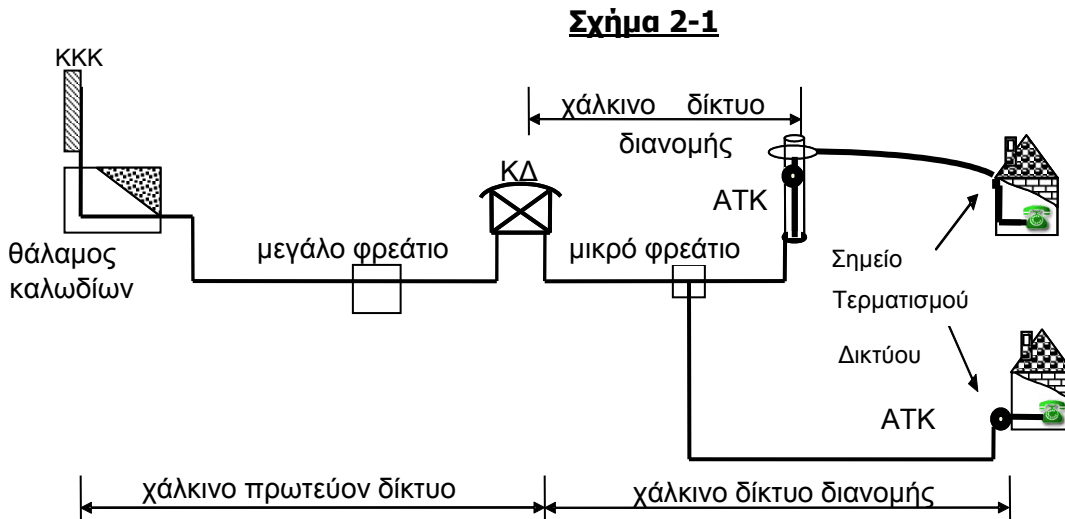 Σχήμα 2-1
ΚΚΚ
χάλκινο δίκτυο
διανομής
ΚΔ
ΑΤΚ
θάλαμος
καλωδίων
μεγάλο φρεάτιο
μικρό φρεάτιο
Σημείο
Τερματισμού
Δικτύου
ΑΤΚ
χάλκινο πρωτεύον δίκτυο
χάλκινο δίκτυο διανομής